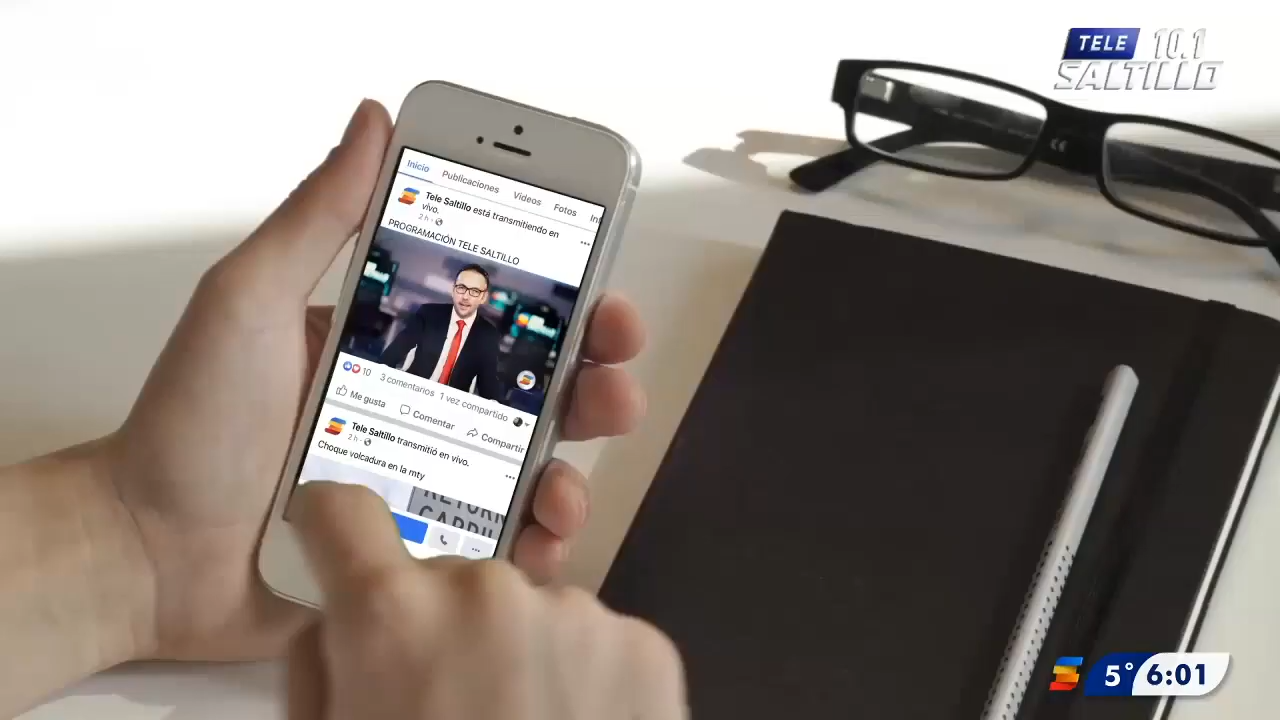 TELE 10.1
SALTILLO
Inicio Publicaciones Videos Fotos
Tele Saltillo está transmitiendo en
vivo.
2 h
PROGRAMACIÓN TELE SALTILLO
10 3 comentarios 1 vez compartido
Me gusta Comentar Compartir
Tele Saltillo transmitió en vivo.
2 h
Choque volcadura en la mty
5° 6:01